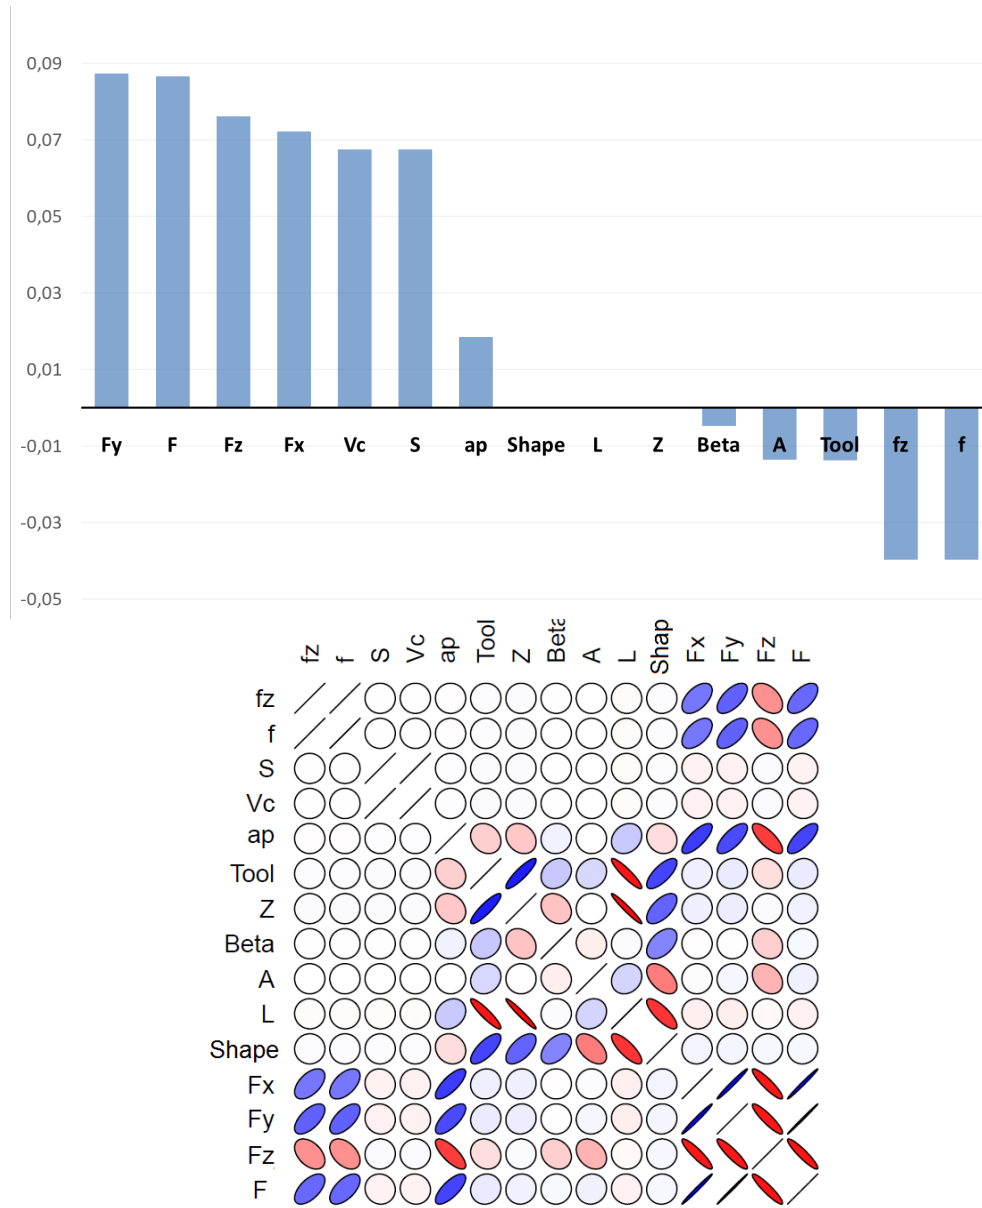 0,09
0,07
0,05
0,03
0,01
Fy F Fz Fx Vc S ap Shape L Z Beta A Tool fz f
-0,01
-0,03
-0,05
fz f S Vc ap Tool Z Beta A L Shap Fx Fy Fz F
fz
f
S
Vc
ap
Tool
Z
Beta
A
L
Shape
Fx
Fy
Fz
F